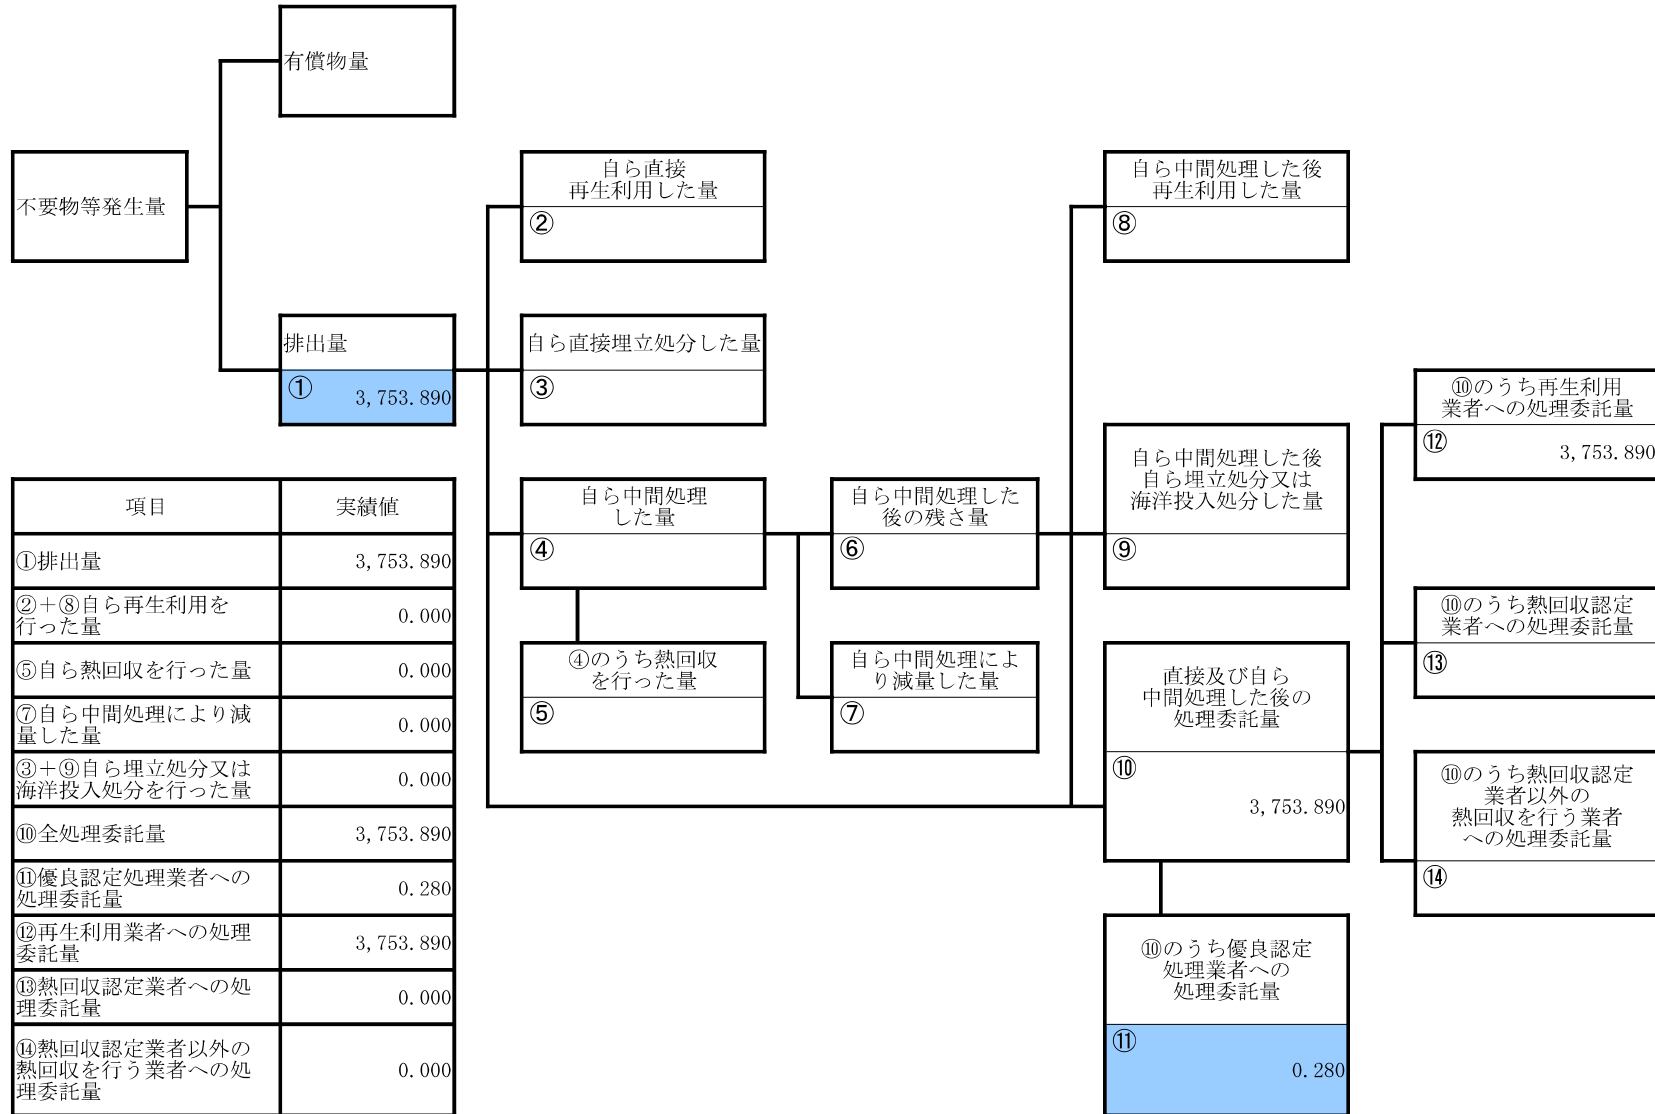 有償物量
不要物等発生量
排出量
①
3,753.890
自ら直接
再生利用した量
②
自ら直接埋立処分した量
③
自ら中間処理
した量
④
④のうち熱回収
を行った量
⑤
自ら中間処理した
後の残さ量
⑥
自ら中間処理によ
り減量した量
⑦
自ら中間処理した後
再生利用した量
⑧
自ら中間処理した後
自ら埋立処分又は
海洋投入処分した量
⑨
直接及び自ら
中間処理した後の
処理委託量
⑩
3,753.890
⑩のうち優良認定
処理業者への
処理委託量
⑪
0.280
⑩のうち再生利用
業者への処理委託量
⑫
3,753.890
⑩のうち熱回収認定
業者への処理委託量
⑬
⑩のうち熱回収認定
業者以外の
熱回収を行う業者
への処理委託量
⑭
項目 実績値
①排出量 3,753.890
②+⑧自ら再生利用を
行った量 0.000
⑤自ら熱回収を行った量 0.000
⑦自ら中間処理により減
量した量 0.000
③+⑨自ら埋立処分又は
海洋投入処分を行った量 0.000
⑩全処理委託量 3,753.890
⑪優良認定処理業者への
処理委託量 0.280
⑫再生利用業者への処理
委託量 3,753.890
⑬熱回収認定業者への処
理委託量 0.000
⑭熱回収認定業者以外の
熱回収を行う業者への処
理委託量 0.000